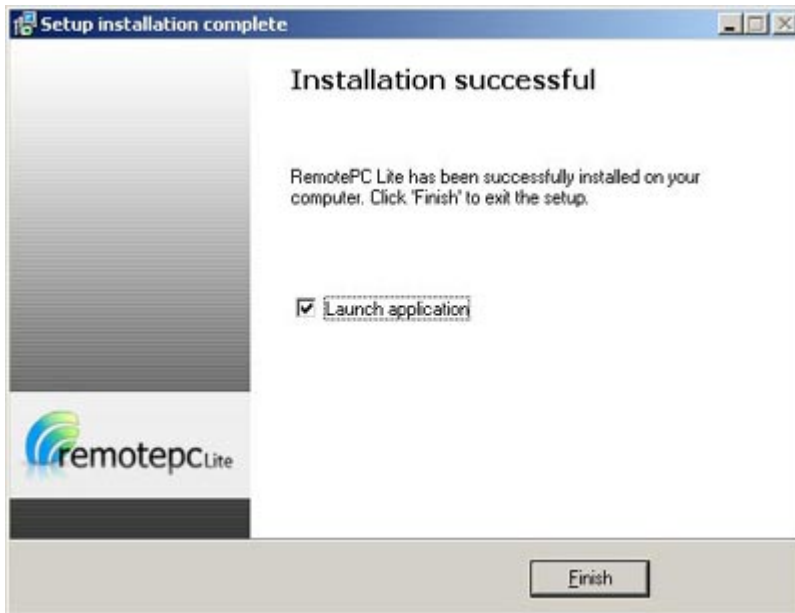 Setup installation complete
Installation successful
RemotePC Lite has been successfully installed on your
computer. Click 'Finish' to exit the setup.
Launch application
remotepc Lite
Finish